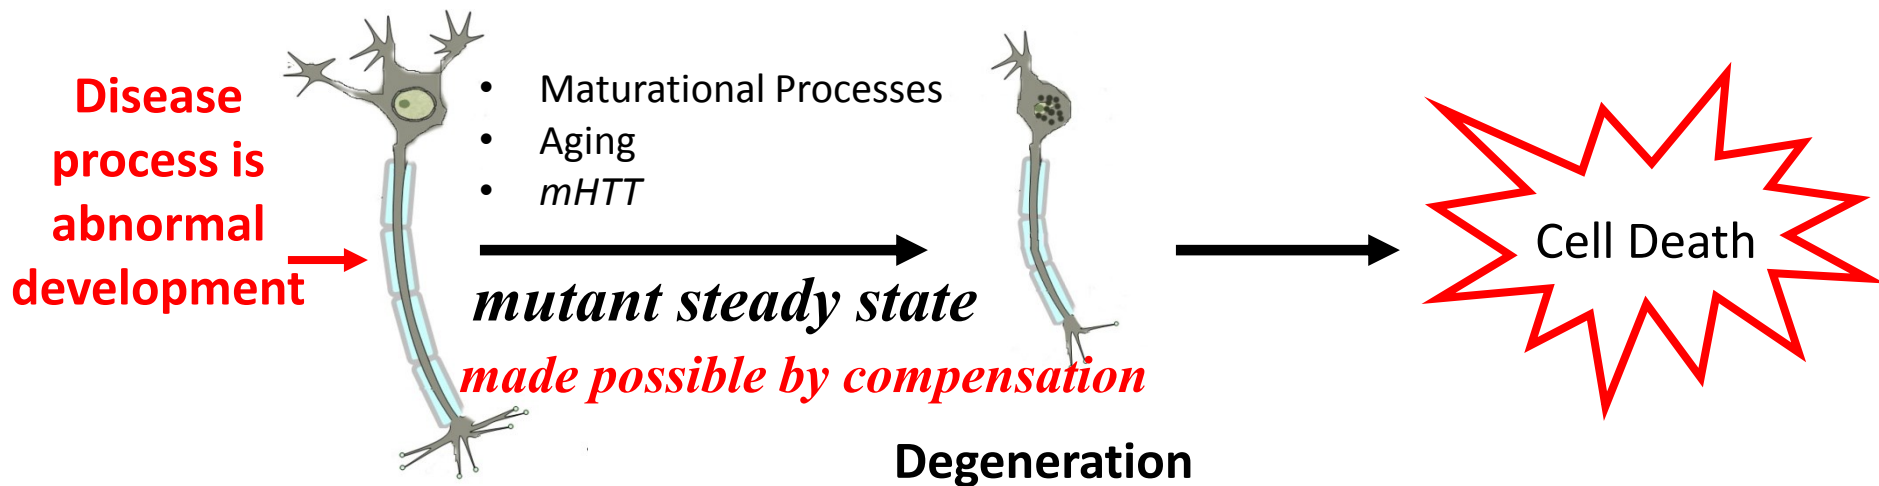 Disease
process is
abnormal
development
• Maturational Processes
• Aging
• mHTT
mutant steady state
made possible by compensation
Degeneration
Cell Death